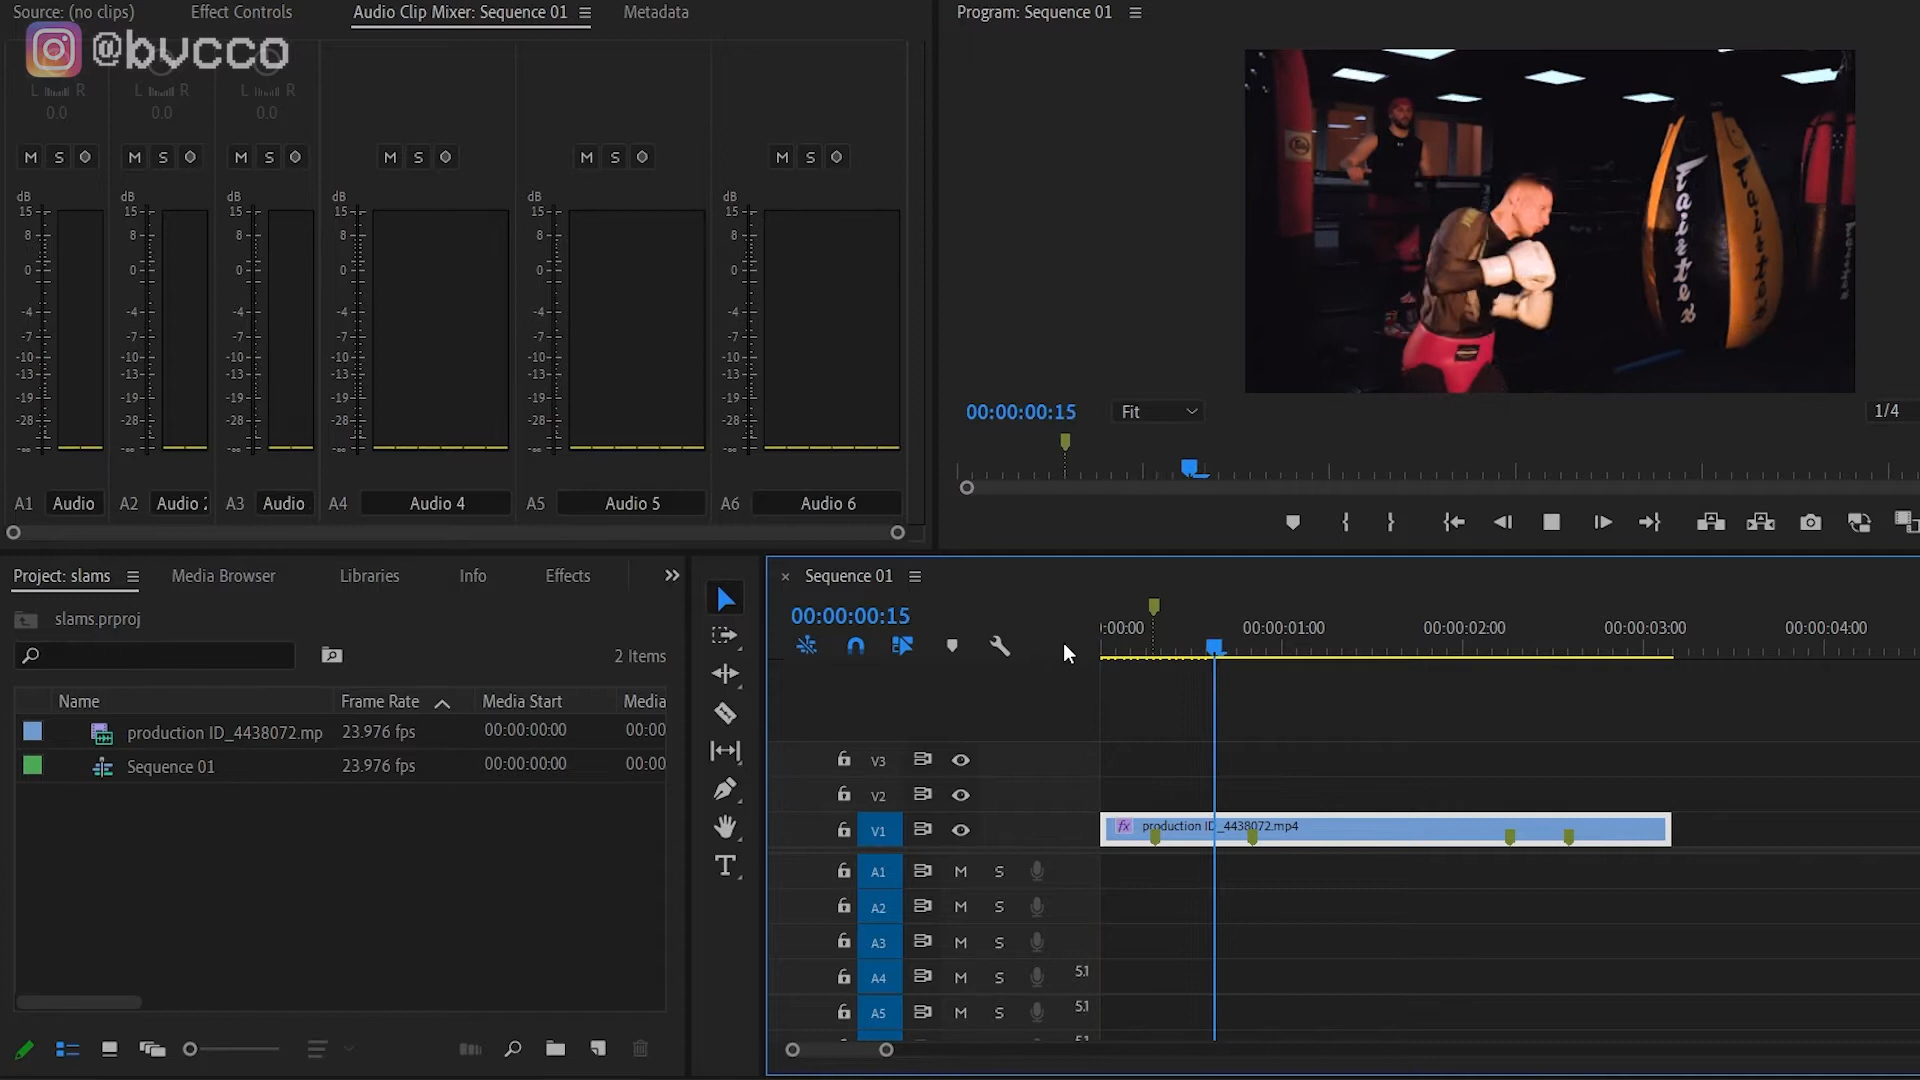 Source: (no clips)
Effect Controls
Audio Clip Mixer: Sequence 01
Metadata
@bvcco
Program: Sequence 01
L R L R L R
0.0 0.0 0.0
M S M S M S M S M S M S
dB dB dB dB dB dB
15 15 15 15 15 15
8 8 8 8 8 8
0 0 0 0 0 0
-4 -4 -4 -4 -4 -4
-7 -7 -7 -7 -7 -7
-10 -10 -10 -10 -10 -10
-13 -13 -13 -13 -13 -13
-19 -19 -19 -19 -19 -19
-28 -28 -28 -28 -28 -28
-∞ -∞ -∞ -∞ -∞ -∞
A1 Audio A2 Audio A3 Audio A4 Audio 4 A5 Audio 5 A6 Audio 6
00:00:00:15
Fit
1/4
Project: slams
Media Browser
Libraries
Info
Effects
slams.prproj
2 Items
Name Frame Rate Media Start Media
production ID_4438072.mp 23.976 fps 00:00:00:00 00:00
Sequence 01 23.976 fps 00:00:00:00 00:00
T
× Sequence 01
00:00:00:15
:00:00 00:00:01:00 00:00:02:00 00:00:03:00 00:00:04:00
V3
V2
V1
fx production ID_4438072.mp4
A1 M S
A2 M S
A3 M S
A4 M S 5.1
A5 M S 5.1